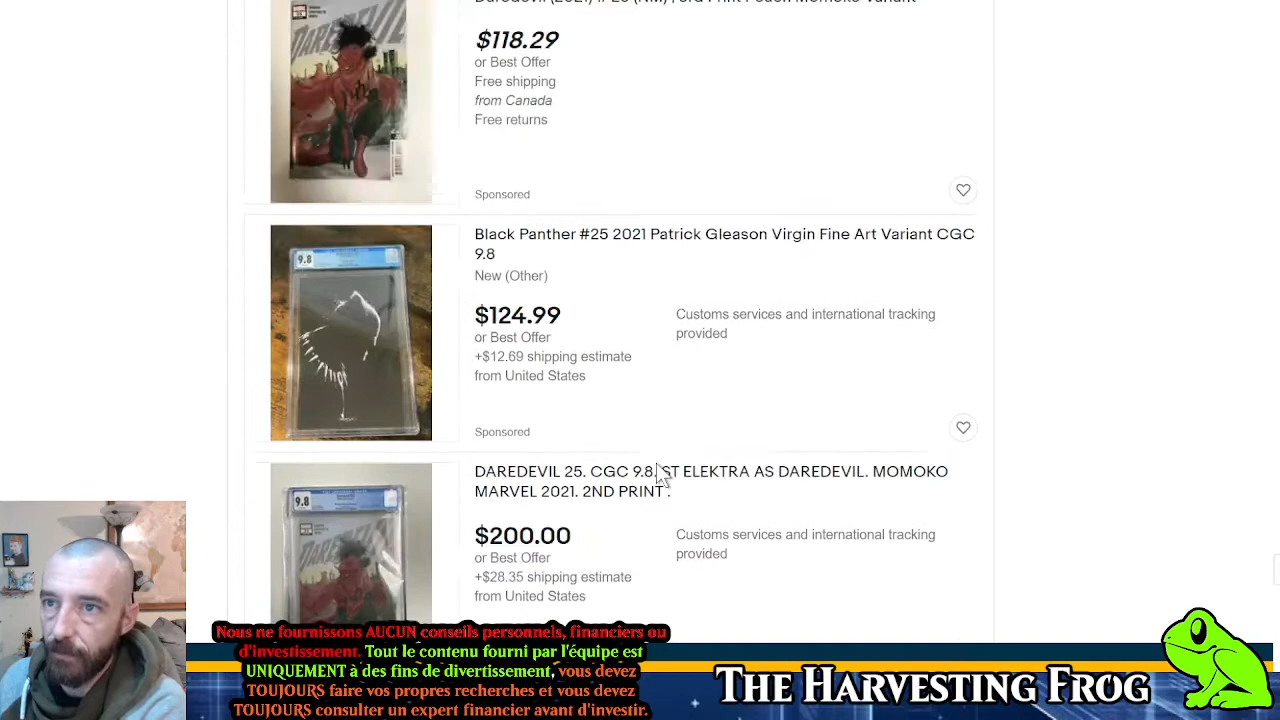 $118.29
or Best Offer
Free shipping
from Canada
Free returns
Sponsored
Black Panther #25 2021 Patrick Gleason Virgin Fine Art Variant CGC
9.8
New (Other)
$124.99
or Best Offer
+$12.69 shipping estimate
from United States
Customs services and international tracking
provided
Sponsored
DAREDEVIL 25. CGC 9.8. ST ELEKTRA AS DAREDEVIL. MOMOKO
MARVEL 2021. 2ND PRINT .
$200.00
or Best Offer
+$28.35 shipping estimate
from United States
Customs services and international tracking
provided
DAREDEVIL
9.8
9.8
Nous ne fournissons AUCUN conseils personnels, financiers ou
d'investissement. Tout le contenu fourni par l'équipe est
UNIQUEMENT à des fins de divertissement, vous devez
TOUJOURS faire vos propres recherches et vous devez
TOUJOURS consulter un expert financier avant d'investir.
THE HARVESTING FROG